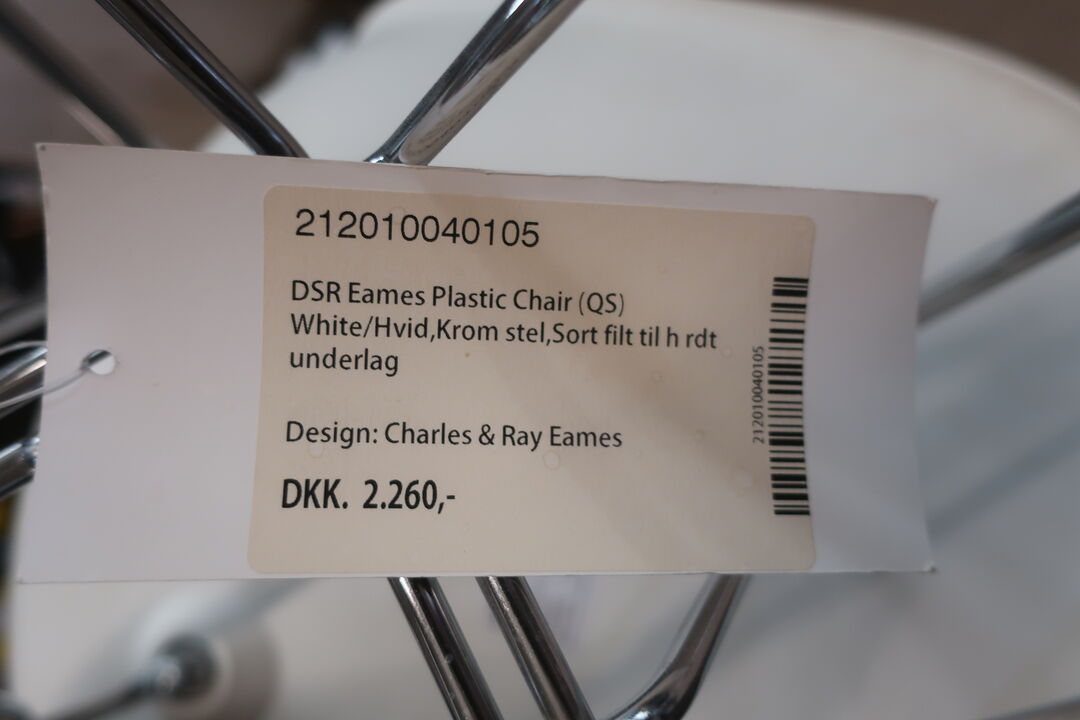 212010040105
DSR Eames Plastic Chair (QS)
White/Hvid,Krom stel,Sort filt til h rdt
underlag
Design: Charles & Ray Eames
DKK. 2.260,-
212010040105